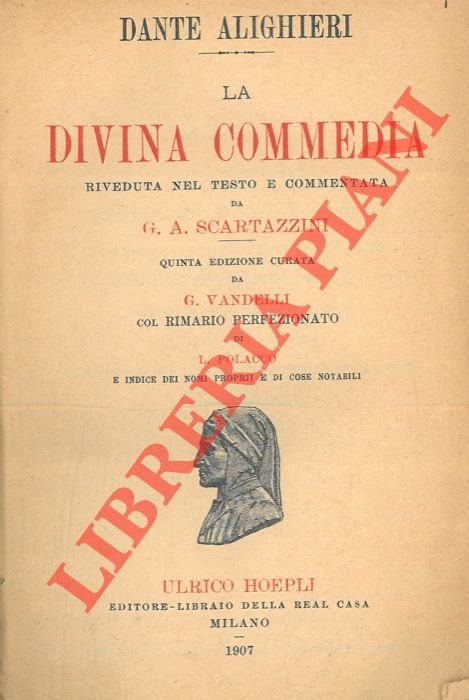 DANTE ALIGHIERI
LA
DIVINA COMMEDIA
RIVEDUTA NEL TESTO E COMMENTATA
DA
G. A. SCARTAZZINI
QUINTA EDIZIONE CURATA
DA
G. VANDELLI
COL RIMARIO PERFEZIONATO
DI
L. POLACCO
E INDICE DEI NOMI PROPRII E DI COSE NOTABILI
ULRICO HOEPLI
EDITORE-LIBRAIO DELLA REAL CASA
MILANO
1907
LIBRERIA PIANI